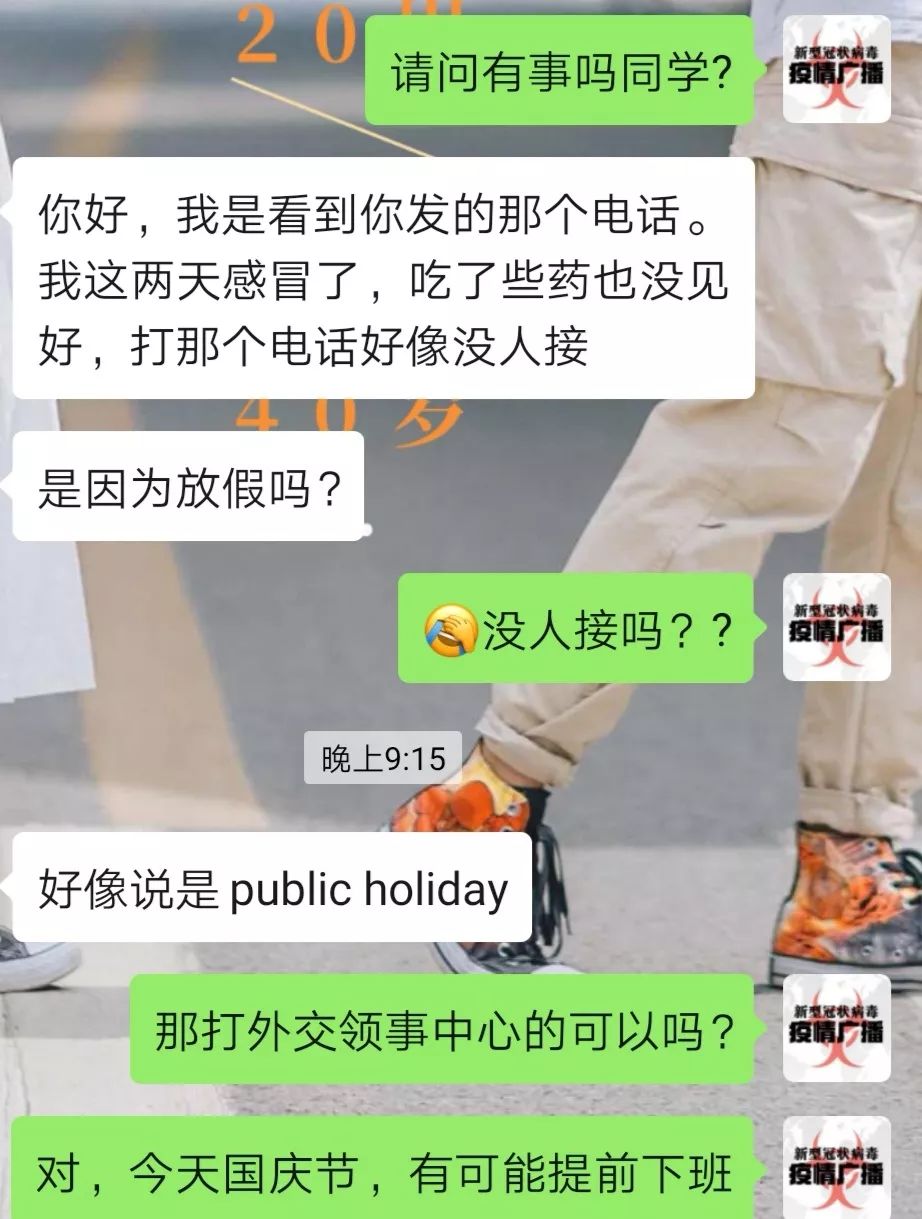 20
请问有事吗同学?
新型冠状病毒
疫情广播
你好，我是看到你发的那个电话。
我这两天感冒了，吃了些药也没见
好，打那个电话好像没人接
40岁
是因为放假吗？
没人接吗？？
新型冠状病毒
疫情广播
晚上9:15
好像说是 public holiday
那打外交领事中心的可以吗？
新型冠状病毒
疫情广播
对，今天国庆节，有可能提前下班
新型冠状病毒
疫情广播